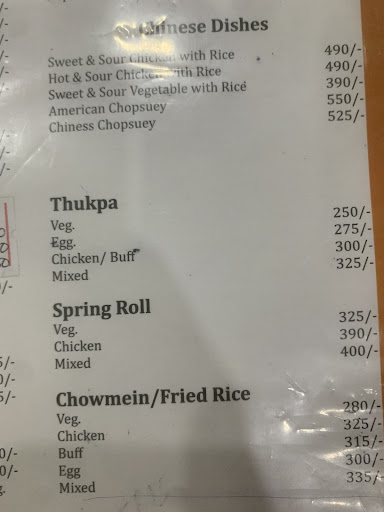 Chinese Dishes
Sweet & Sour Chicken with Rice 490/-
Hot & Sour Chicken with Rice 490/-
Sweet & Sour Vegetable with Rice 390/-
American Chopsuey 550/-
Chiness Chopsuey 525/-
Thukpa
Veg. 250/-
Egg. 275/-
Chicken/ Buff 300/-
Mixed 325/-
Spring Roll
Veg. 325/-
Chicken 390/-
Mixed 400/-
Chowmein/Fried Rice
Veg. 280/-
Chicken 325/-
Buff 315/-
Egg 300/-
Mixed 335/-